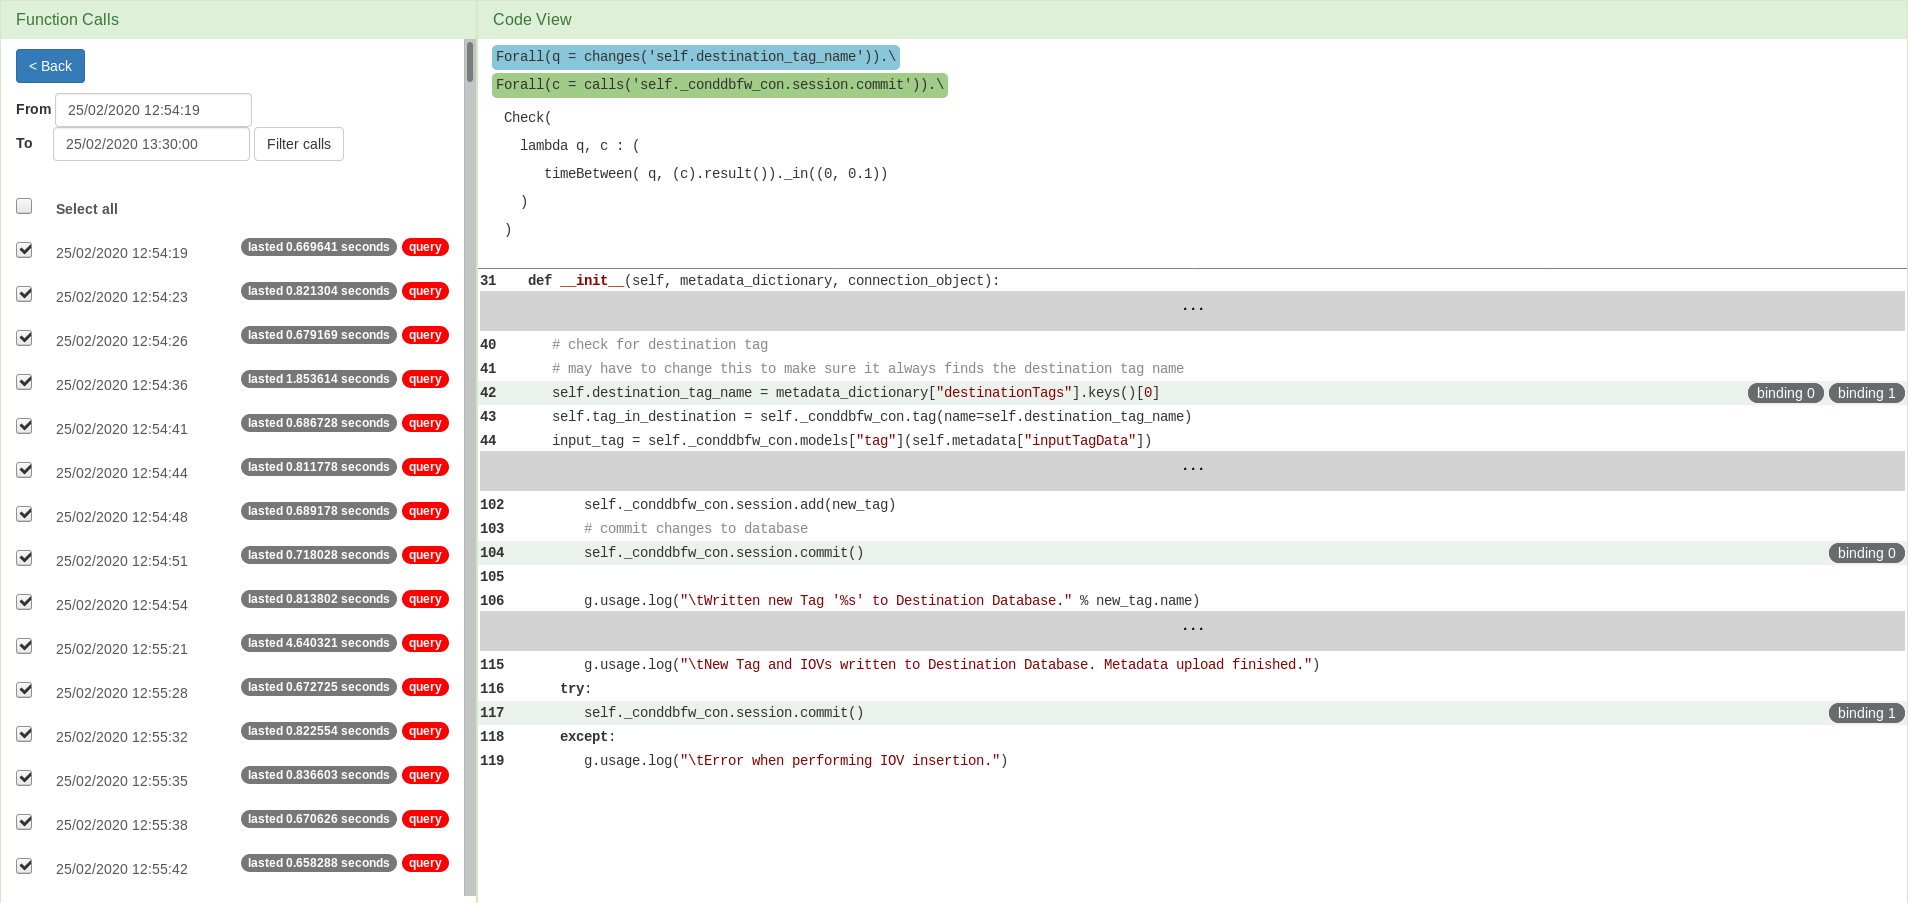 Function Calls
< Back
From 25/02/2020 12:54:19
To 25/02/2020 13:30:00 Filter calls
Select all
25/02/2020 12:54:19 lasted 0.669641 seconds query
25/02/2020 12:54:23 lasted 0.821304 seconds query
25/02/2020 12:54:26 lasted 0.679169 seconds query
25/02/2020 12:54:36 lasted 1.853614 seconds query
25/02/2020 12:54:41 lasted 0.686728 seconds query
25/02/2020 12:54:44 lasted 0.811778 seconds query
25/02/2020 12:54:48 lasted 0.689178 seconds query
25/02/2020 12:54:51 lasted 0.718028 seconds query
25/02/2020 12:54:54 lasted 0.813802 seconds query
25/02/2020 12:55:21 lasted 4.640321 seconds query
25/02/2020 12:55:28 lasted 0.672725 seconds query
25/02/2020 12:55:32 lasted 0.822554 seconds query
25/02/2020 12:55:35 lasted 0.836603 seconds query
25/02/2020 12:55:38 lasted 0.670626 seconds query
25/02/2020 12:55:42 lasted 0.658288 seconds query
Code View
Forall(q = changes('self.destination_tag_name')).\
Forall(c = calls('self._conddbfw_con.session.commit')).\
Check(
lambda q, c : (
timeBetween( q, (c).result())._in((0, 0.1))
)
)
31 def __init__(self, metadata_dictionary, connection_object):
...
40 # check for destination tag
41 # may have to change this to make sure it always finds the destination tag name
42 self.destination_tag_name = metadata_dictionary["destinationTags"].keys()[0] binding 0 binding 1
43 self.tag_in_destination = self._conddbfw_con.tag(name=self.destination_tag_name)
44 input_tag = self._conddbfw_con.models["tag"](self.metadata["inputTagData"])
...
102 self._conddbfw_con.session.add(new_tag)
103 # commit changes to database
104 self._conddbfw_con.session.commit() binding 0
105
106 g.usage.log("\tWritten new Tag '%s' to Destination Database." % new_tag.name)
...
115 g.usage.log("\tNew Tag and IOVs written to Destination Database. Metadata upload finished.")
116 try:
117 self._conddbfw_con.session.commit() binding 1
118 except:
119 g.usage.log("\tError when performing IOV insertion.")